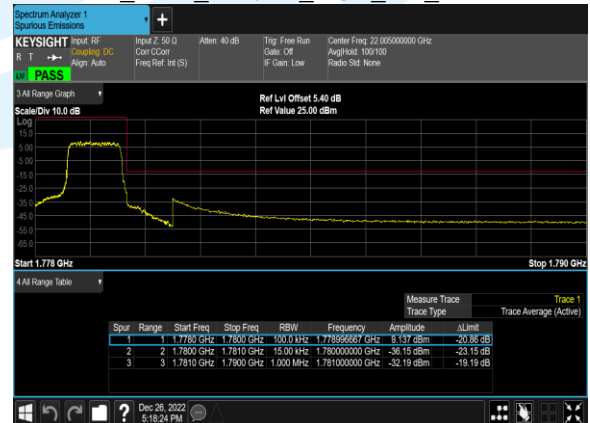 Spectrum Analyzer 1
Spurious Emissions
+
KEYSIGHT Input: RF Input Z: 50 Ω Atten: 40 dB Trig: Free Run Center Freq: 22.005000000 GHz
R T Coupling: DC Corr CCorr Gate: Off Avg|Hold: 100/100
Align: Auto Freq Ref: Int (S) IF Gain: Low Radio Std: None
PASS
3 All Range Graph
Scale/Div 10.0 dB
Ref Lvl Offset 5.40 dB
Ref Value 25.00 dBm
Log
15.0
5.00
-5.00
-15.0
-25.0
-35.0
-45.0
-55.0
-65.0
Start 1.778 GHz Stop 1.790 GHz
4 All Range Table
Measure Trace Trace 1
Trace Type Trace Average (Active)
Spur Range Start Freq Stop Freq RBW Frequency Amplitude ΔLimit
1 1 1.7780 GHz 1.7800 GHz 100.0 kHz 1.778996667 GHz 9.137 dBm -20.86 dB
2 2 1.7800 GHz 1.7810 GHz 15.00 kHz 1.780000000 GHz -36.15 dBm -23.15 dB
3 3 1.7810 GHz 1.7900 GHz 1.000 MHz 1.781000000 GHz -32.19 dBm -19.19 dB
?
Dec 26, 2022
5:18:24 PM